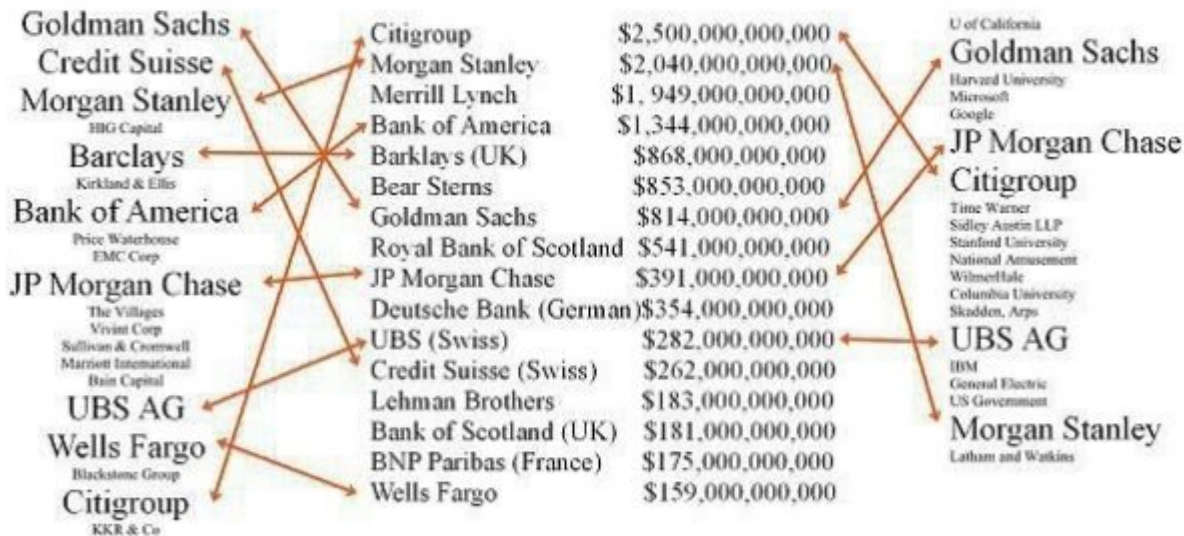 Goldman Sachs
Credit Suisse
Morgan Stanley
HIG Capital
Barclays
Kirkland & Ellis
Bank of America
Price Waterhouse
EMC Corp
JP Morgan Chase
The Villages
Vivint Corp
Sullivan & Cromwell
Marriott International
Bain Capital
UBS AG
Wells Fargo
Blackstone Group
Citigroup
KKR & Co
Citigroup $2,500,000,000,000
Morgan Stanley $2,040,000,000,000
Merrill Lynch $1, 949,000,000,000
Bank of America $1,344,000,000,000
Barklays (UK) $868,000,000,000
Bear Sterns $853,000,000,000
Goldman Sachs $814,000,000,000
Royal Bank of Scotland $541,000,000,000
JP Morgan Chase $391,000,000,000
Deutsche Bank (German) $354,000,000,000
UBS (Swiss) $282,000,000,000
Credit Suisse (Swiss) $262,000,000,000
Lehman Brothers $183,000,000,000
Bank of Scotland (UK) $181,000,000,000
BNP Paribas (France) $175,000,000,000
Wells Fargo $159,000,000,000
U of California
Goldman Sachs
Harvard University
Microsoft
Google
JP Morgan Chase
Citigroup
Time Warner
Sidley Austin LLP
Stanford University
National Amusement
WilmerHale
Columbia University
Skadden, Arps
UBS AG
IBM
General Electric
US Government
Morgan Stanley
Latham and Watkins